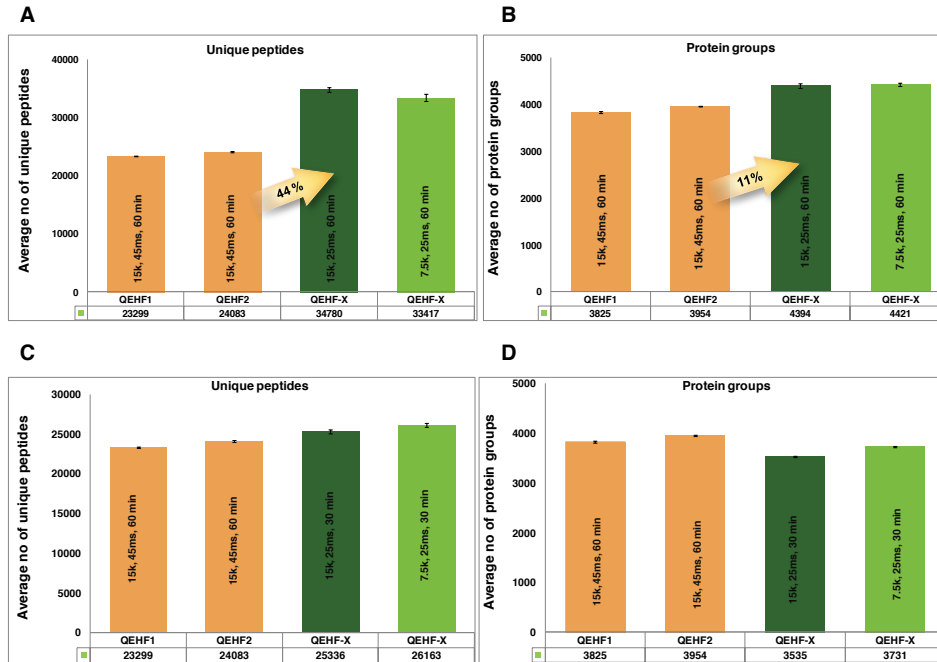 A
Unique peptides
Average no of unique peptides
40000
30000
20000
10000
0
15k, 45ms, 60 min
15k, 45ms, 60 min
15k, 25ms, 60 min
7.5k, 25ms, 60 min
44%
QEHF1 QEHF2 QEHF-X QEHF-X
23299 24083 34780 33417
B
Protein groups
Average no of protein groups
5000
4000
3000
2000
1000
0
15k, 45ms, 60 min
15k, 45ms, 60 min
15k, 25ms, 60 min
7.5k, 25ms, 60 min
11%
QEHF1 QEHF2 QEHF-X QEHF-X
3825 3954 4394 4421
C
Unique peptides
Average no of unique peptides
30000
25000
20000
15000
10000
5000
0
15k, 45ms, 60 min
15k, 45ms, 60 min
15k, 25ms, 30 min
7.5k, 25ms, 30 min
QEHF1 QEHF2 QEHF-X QEHF-X
23299 24083 25336 26163
D
Protein groups
Average no of protein groups
5000
4000
3000
2000
1000
0
15k, 45ms, 60 min
15k, 45ms, 60 min
15k, 25ms, 30 min
7.5k, 25ms, 30 min
QEHF1 QEHF2 QEHF-X QEHF-X
3825 3954 3535 3731